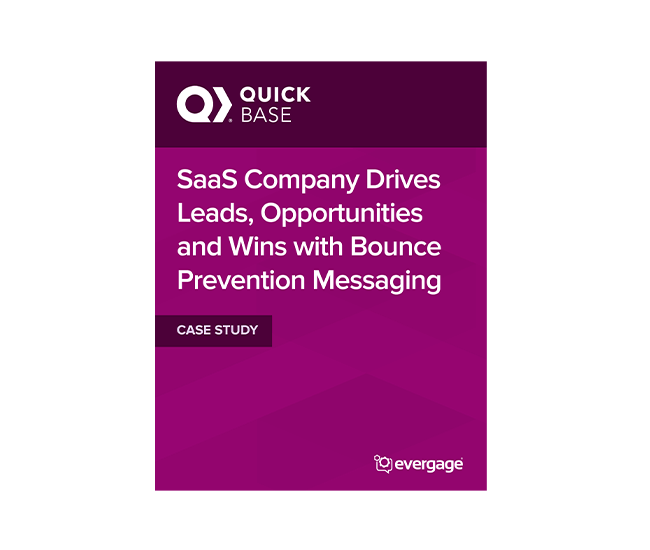 QUICK
BASE
SaaS Company Drives
Leads, Opportunities
and Wins with Bounce
Prevention Messaging
CASE STUDY
evergage